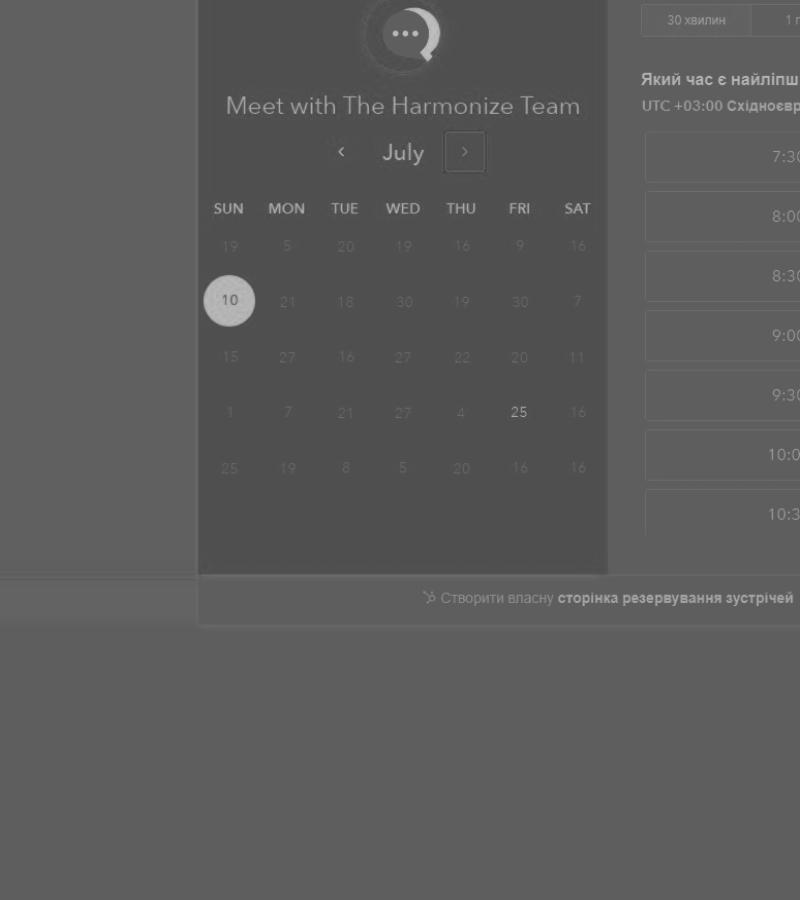 Meet with The Harmonize Team
July
SUN MON TUE WED THU FRI SAT
19 5 20 19 16 9 16
10 21 18 30 19 30 7
15 27 16 27 22 20 11
1 7 21 27 4 25 16
25 19 8 5 20 16 16
30 хвилин 1 г
Який час є найліпш
UTC +03:00 Східноєвр
7:30
8:00
8:30
9:00
9:30
10:0
10:3
Створити власну сторінка резервування зустрічей